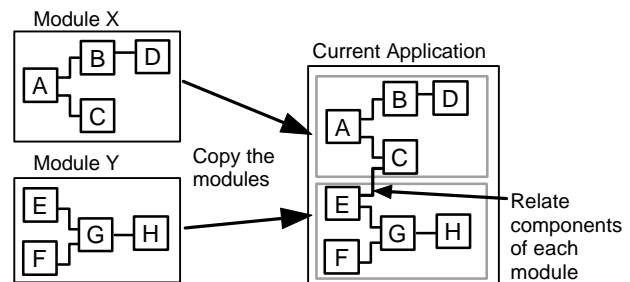 Module X
B D
A
C
Module Y
E
G H
F
Copy the
modules
Current Application
B D
A
C
E
G H
F
Relate
components
of each
module